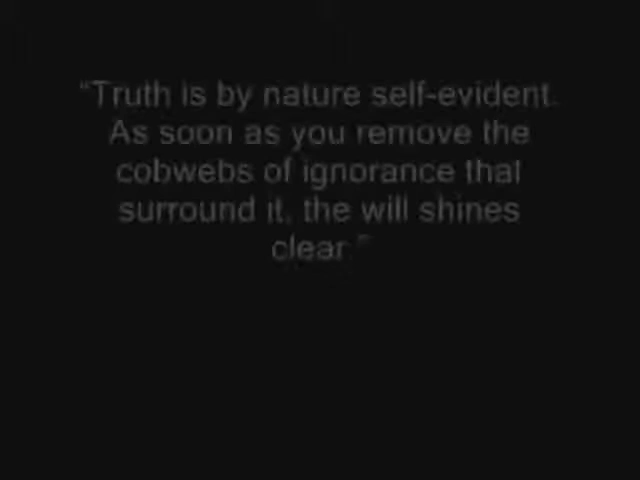 “Truth is by nature self-evident.
As soon as you remove the
cobwebs of ignorance that
surround it, the will shines
clear.”